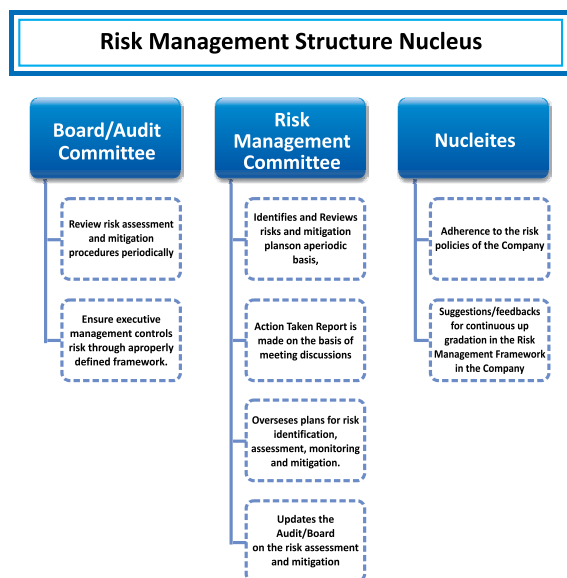 Risk Management Structure Nucleus
Board/Audit
Committee
Review risk assessment
and mitigation
procedures periodically
Ensure executive
management controls
risk through aproperly
defined framework.
Risk
Management
Committee
Identifies and Reviews
risks and mitigation
planson aperiodic
basis,
Action Taken Report is
made on the basis of
meeting discussions
Overseses plans for risk
identification,
assessment, monitoring
and mitigation.
Updates the
Audit/Board
on the risk assessment
and mitigation
Nucleites
Adherence to the risk
policies of the Company
Suggestions/feedbacks
for continuous up
gradation in the Risk
Management Framework
in the Company